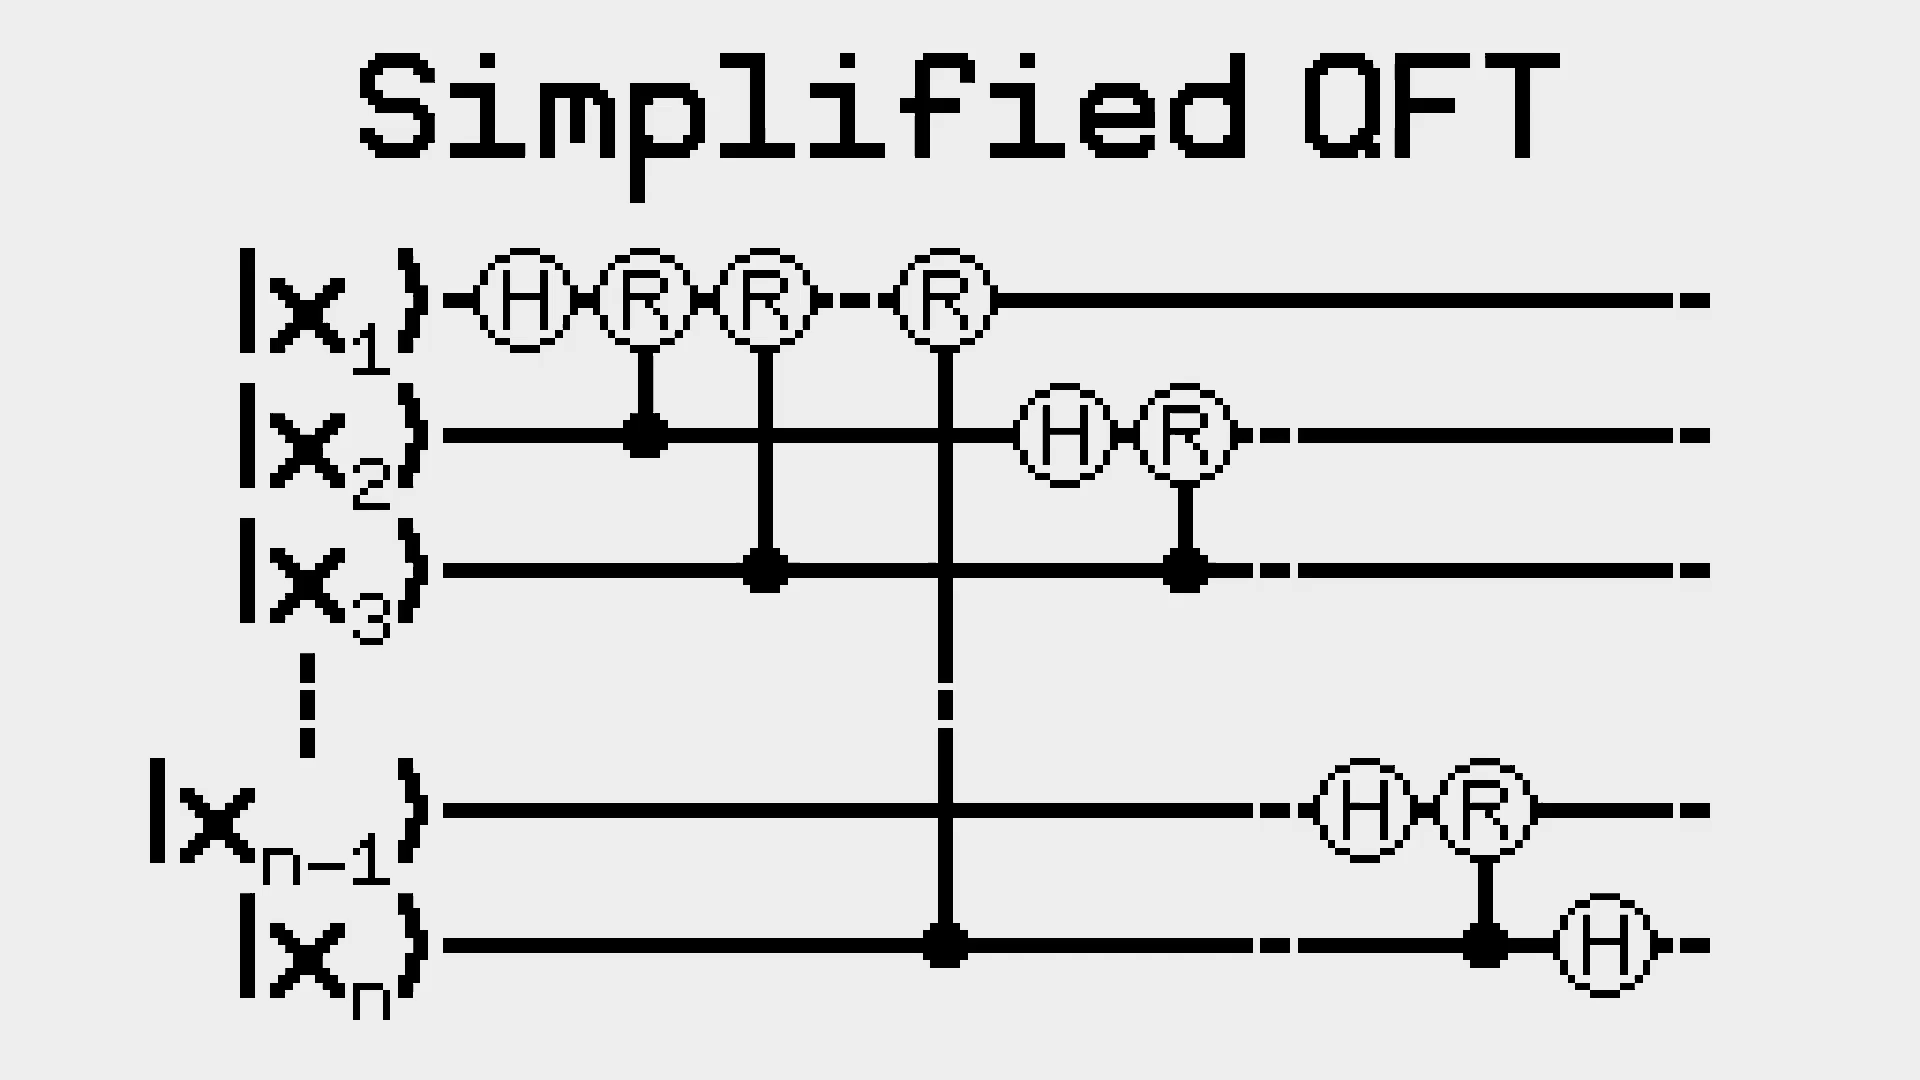 Simplified QFT
|x₁⟩ H R R R
|x₂⟩ H R
|x₃⟩
|xₙ₋₁⟩ H R
|xₙ⟩ H